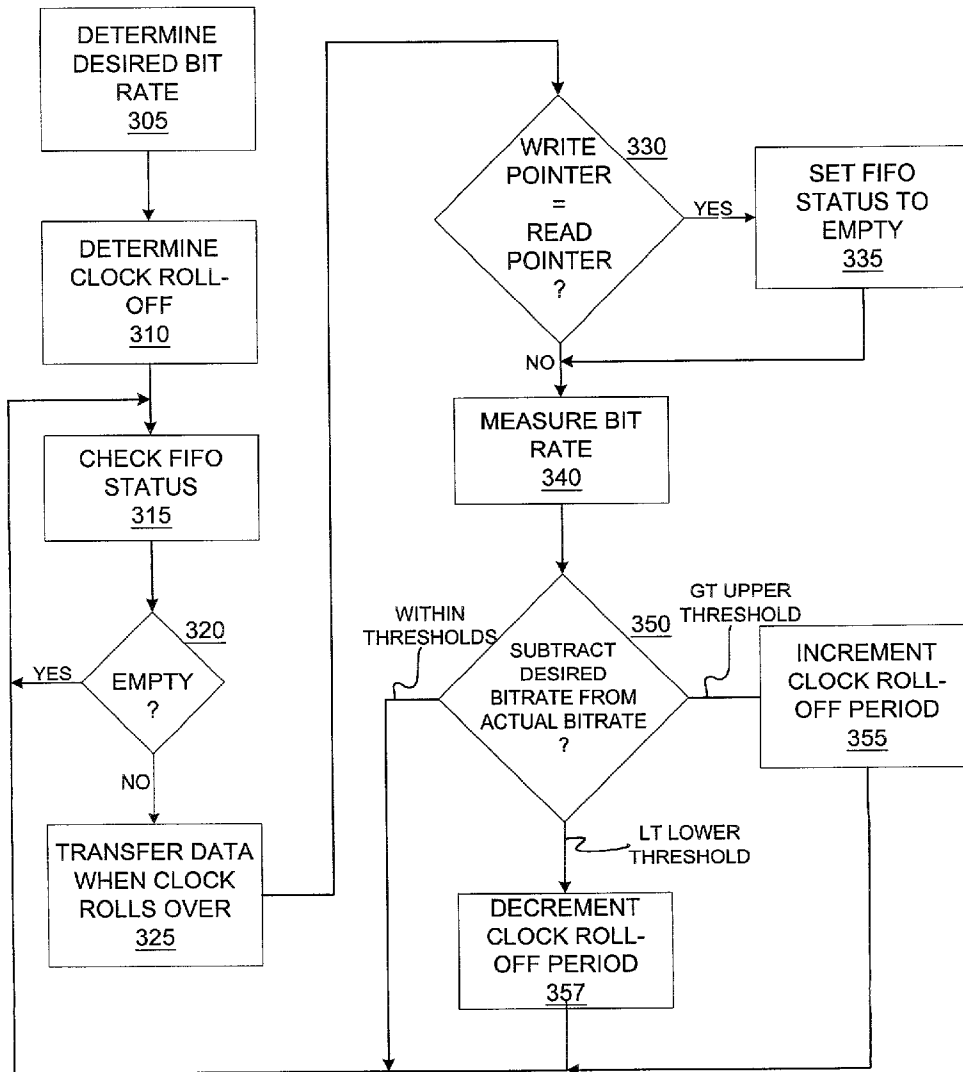 DETERMINE
DESIRED BIT
RATE
305
DETERMINE
CLOCK ROLL-
OFF
310
CHECK FIFO
STATUS
315
320
YES
EMPTY
?
NO
TRANSFER DATA
WHEN CLOCK
ROLLS OVER
325
330
WRITE
POINTER
=
READ
POINTER
?
YES
SET FIFO
STATUS TO
EMPTY
335
NO
MEASURE BIT
RATE
340
WITHIN
THRESHOLDS
350
GT UPPER
THRESHOLD
SUBTRACT
DESIRED
BITRATE FROM
ACTUAL BITRATE
?
INCREMENT
CLOCK ROLL-
OFF PERIOD
355
LT LOWER
THRESHOLD
DECREMENT
CLOCK ROLL-
OFF PERIOD
357